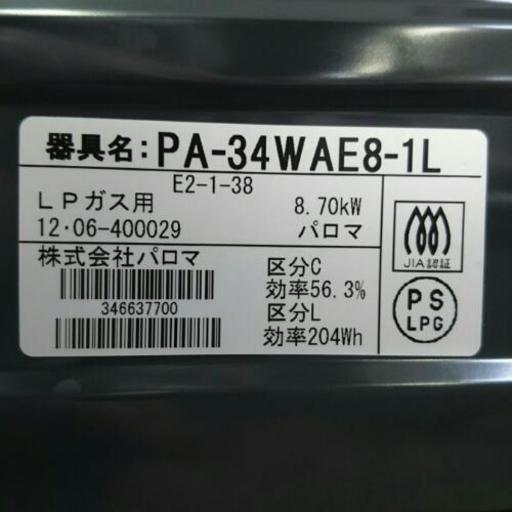 器具名:PA-34WAE8-1L
E2-1-38
LPガス用 8.70kW
12・06-400029 パロマ
株式会社パロマ
346637700
区分C
効率56.3%
区分L
効率204Wh
JIA認証
PS
LPG